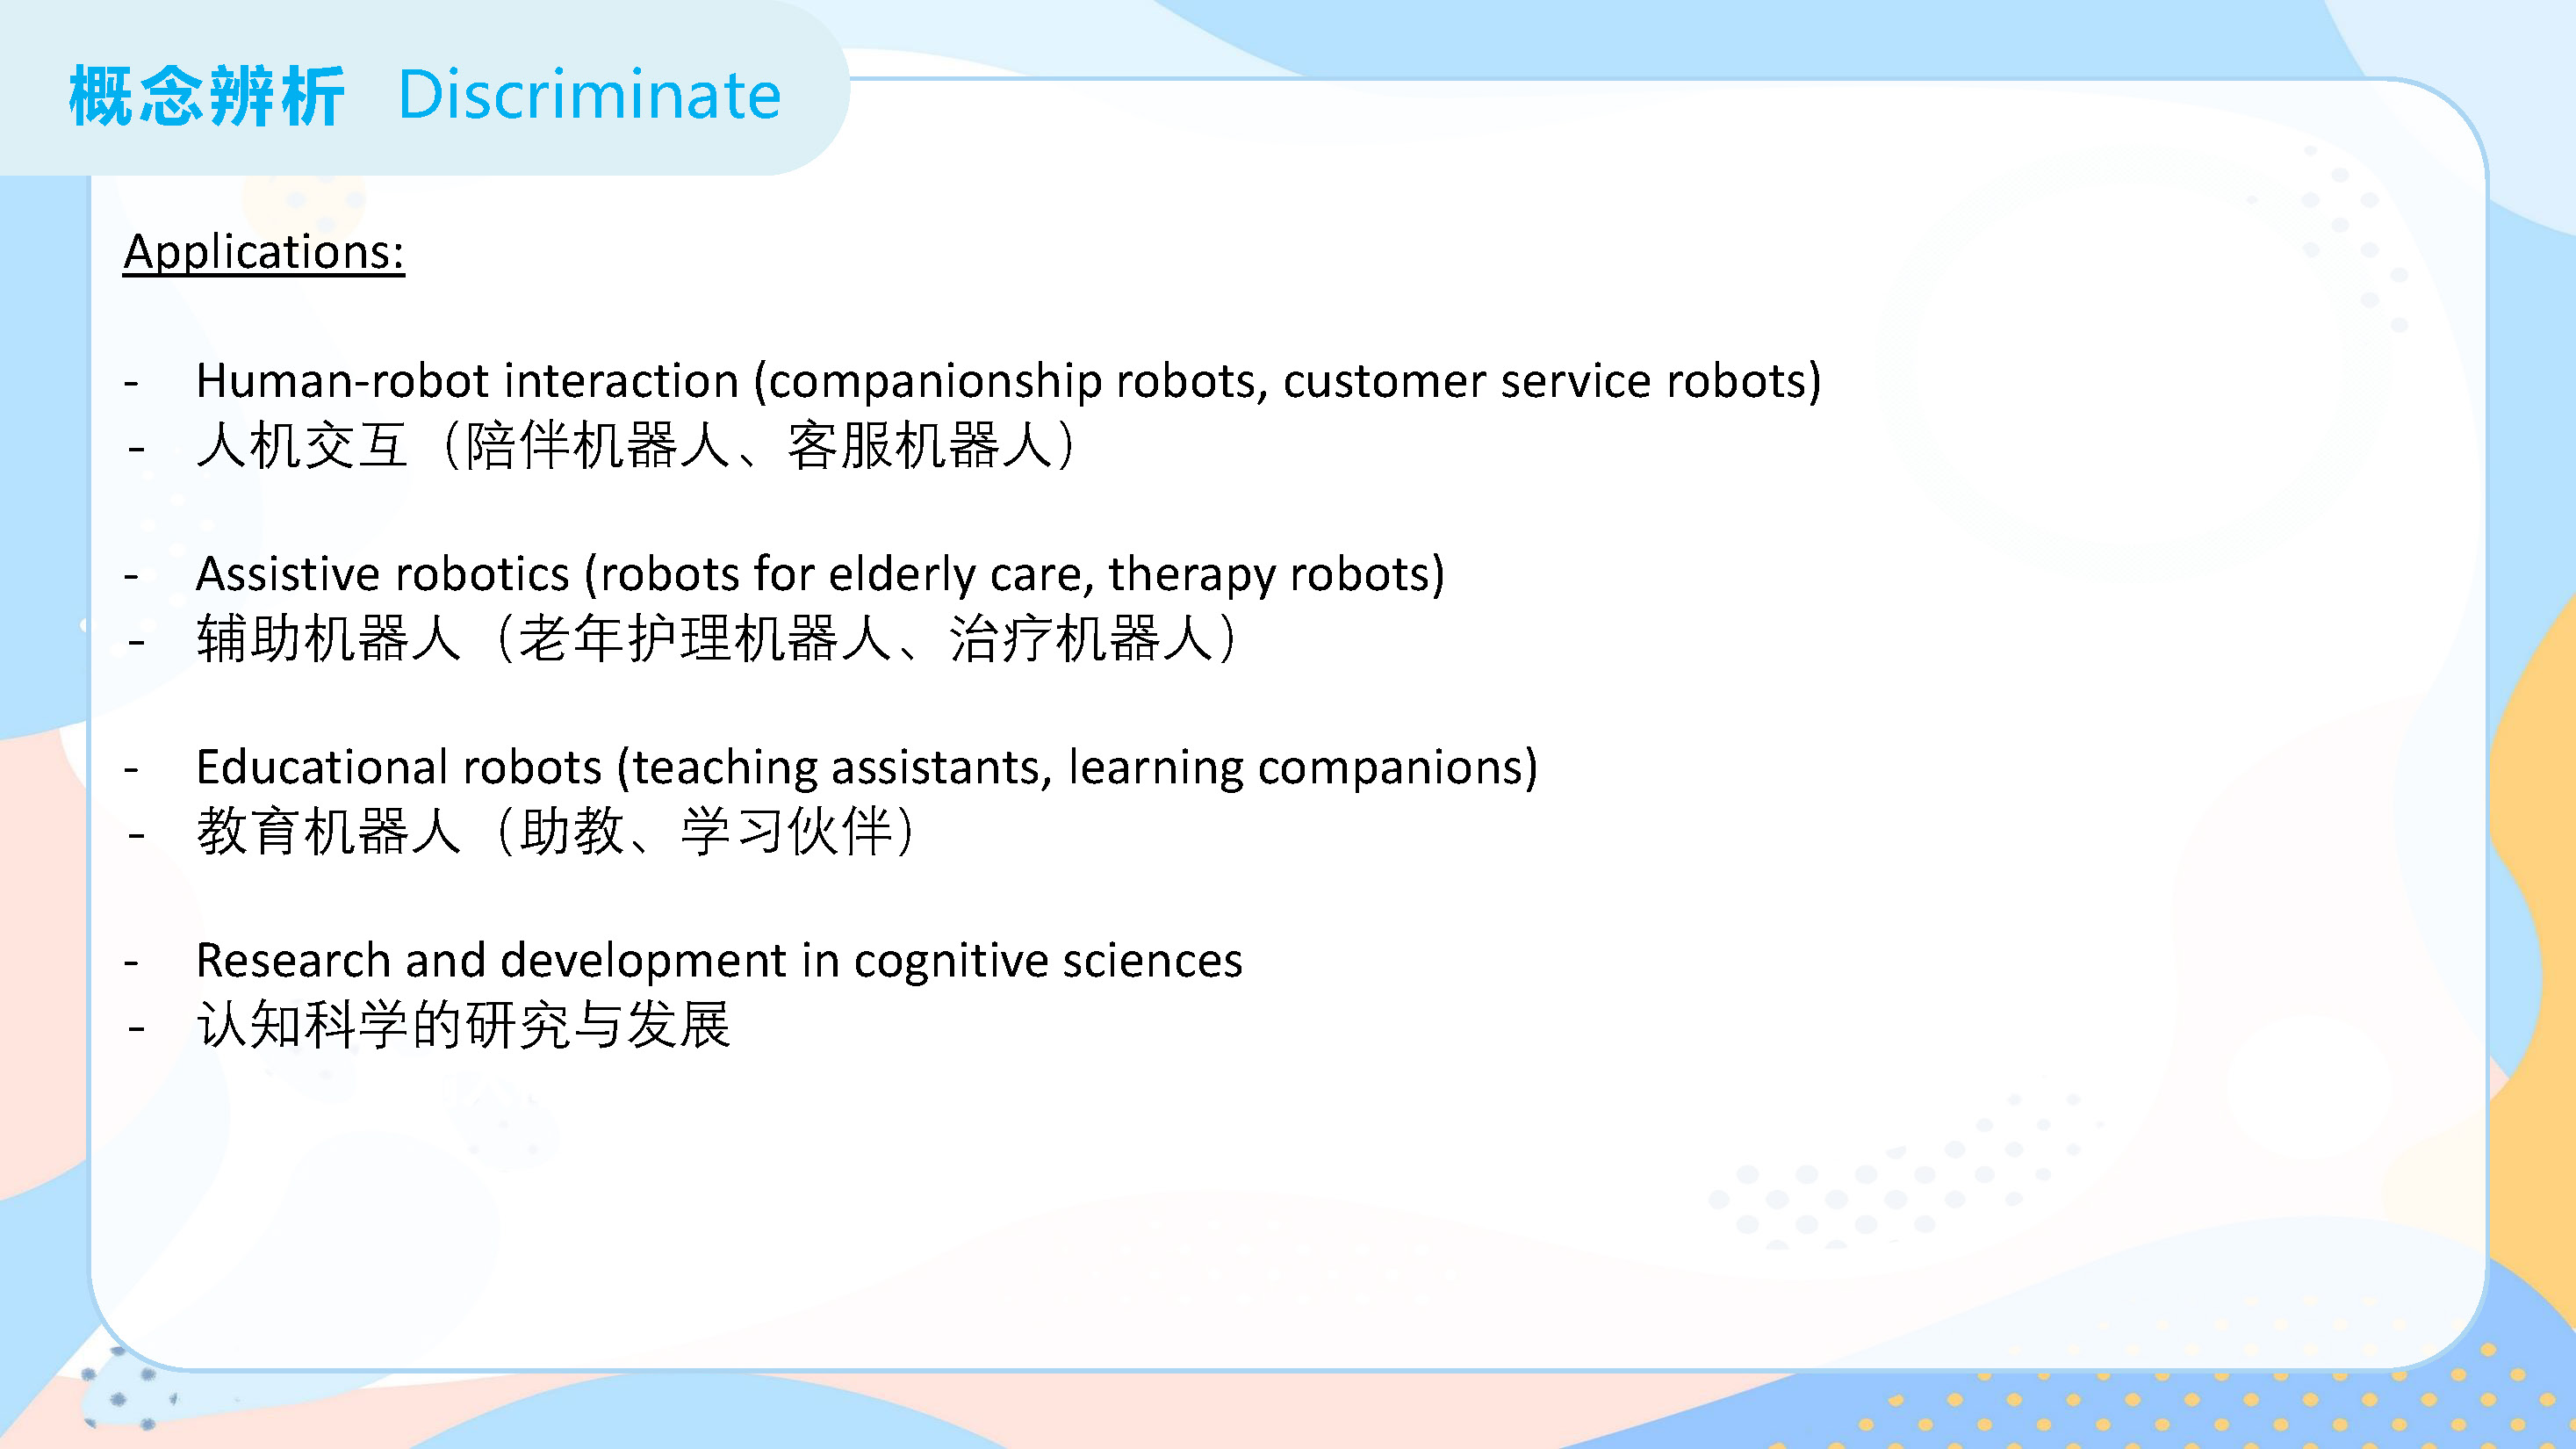 概念辨析 Discriminate
Applications:
- Human-robot interaction (companionship robots, customer service robots)
- 人机交互（陪伴机器人、客服机器人）
- Assistive robotics (robots for elderly care, therapy robots)
- 辅助机器人（老年护理机器人、治疗机器人）
- Educational robots (teaching assistants, learning companions)
- 教育机器人（助教、学习伙伴）
- Research and development in cognitive sciences
- 认知科学的研究与发展